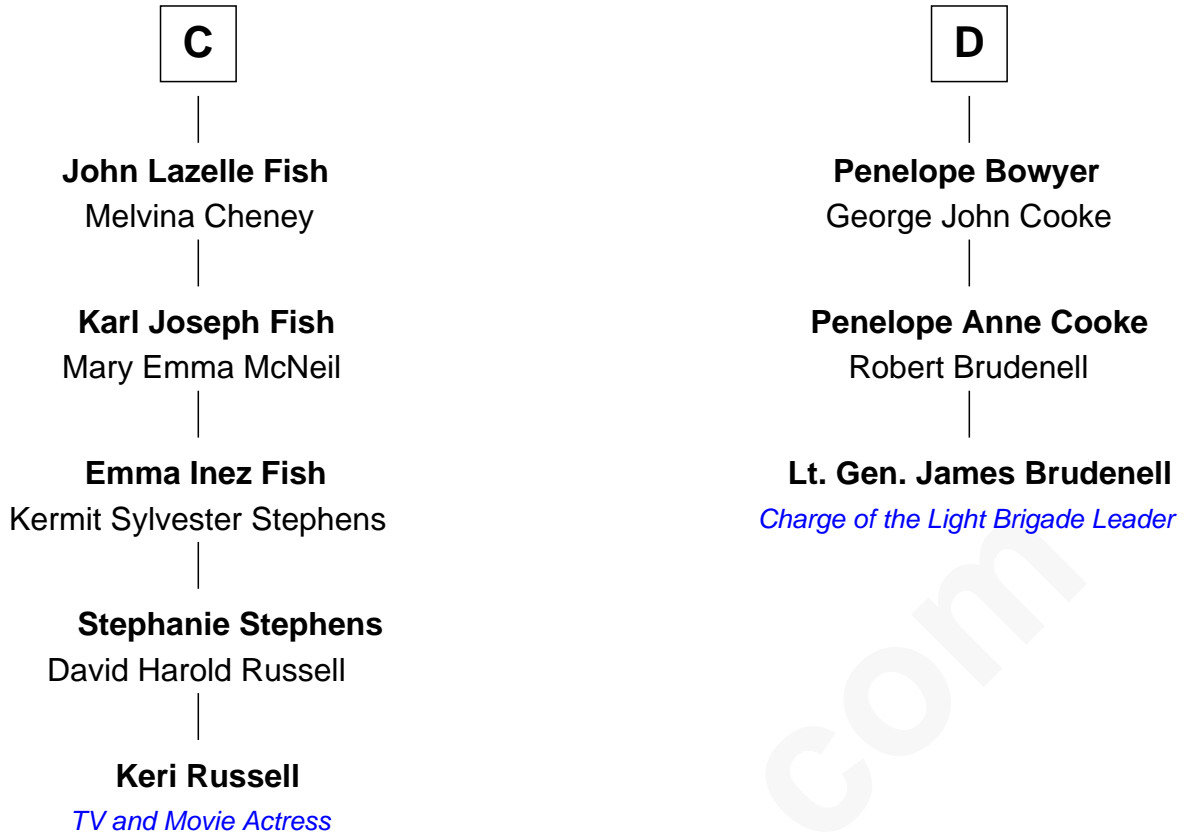 C
John Lazelle Fish
Melvina Cheney
Karl Joseph Fish
Mary Emma McNeil
Emma Inez Fish
Kermit Sylvester Stephens
Stephanie Stephens
David Harold Russell
Keri Russell
TV and Movie Actress
D
Penelope Bowyer
George John Cooke
Penelope Anne Cooke
Robert Brudenell
Lt. Gen. James Brudenell
Charge of the Light Brigade Leader
com